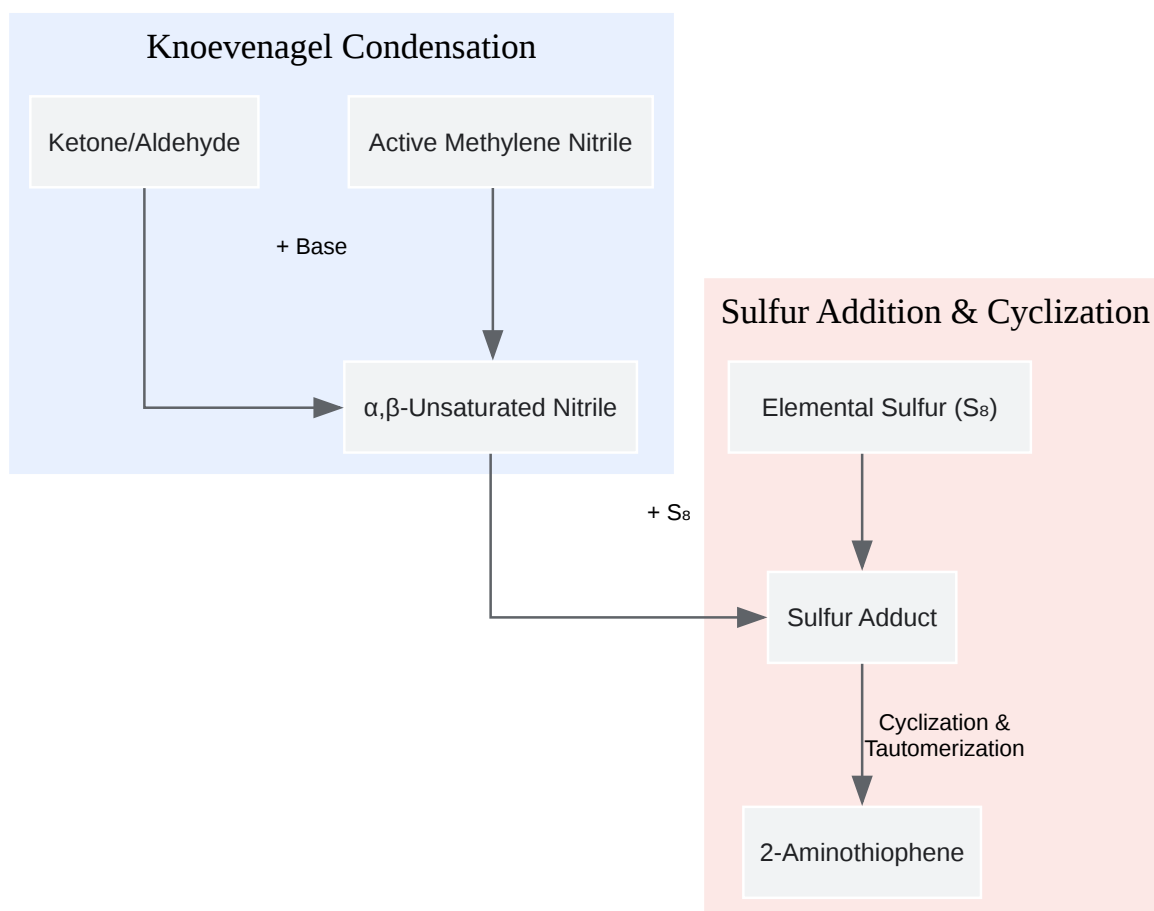 Knoevenagel Condensation
Ketone/Aldehyde
Active Methylene Nitrile
+ Base
α,β-Unsaturated Nitrile
Sulfur Addition & Cyclization
Elemental Sulfur (S₈)
+ S₈
Sulfur Adduct
Cyclization &
Tautomerization
2-Aminothiophene